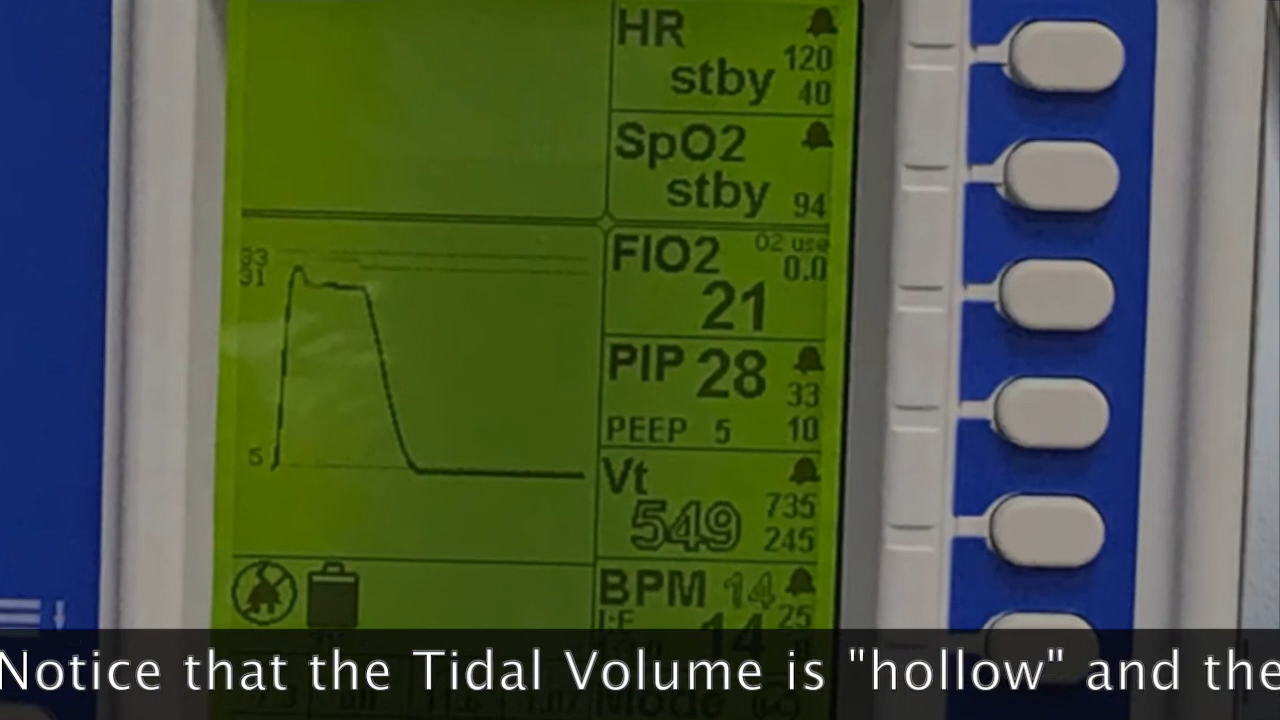 HR
120
stby
40
SpO2
stby
94
FIO2
O2 use
0.0
21
33
31
PIP 28
33
PEEP 5
10
5
Vt
735
549
245
BPM 14
25
I:E
14
Mode
Notice that the Tidal Volume is "hollow" and the